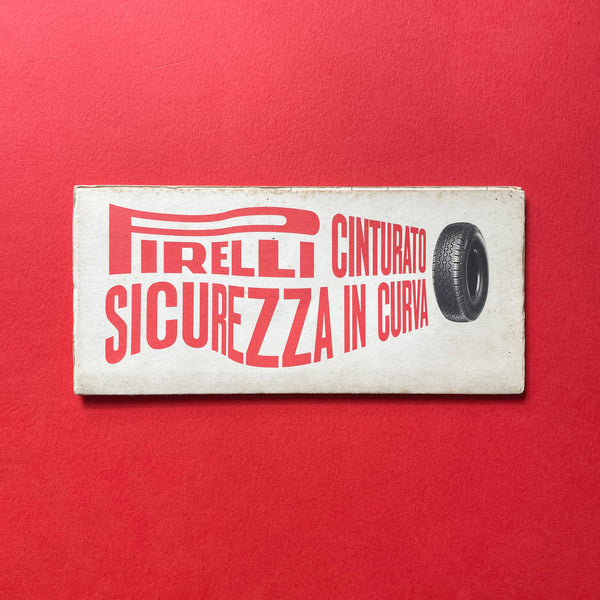 PIRELLI CINTURATO
SICUREZZA IN CURVA